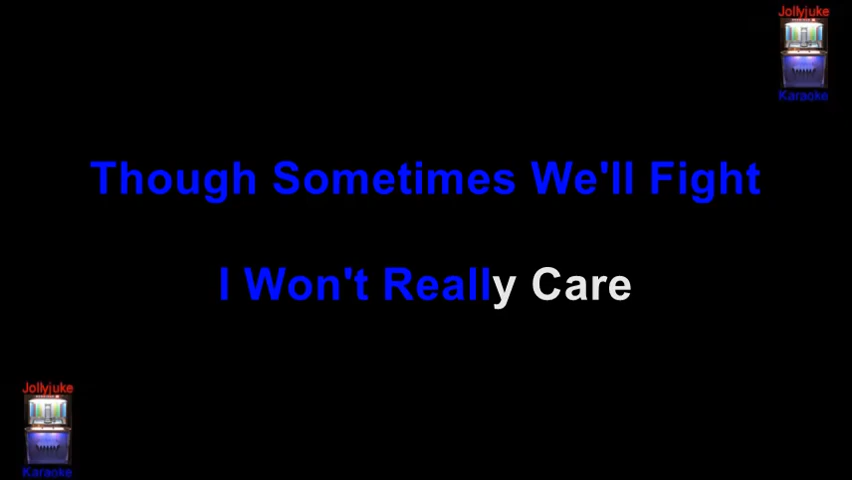 Jollyjuke
Karaoke
Though Sometimes We'll Fight
I Won't Really Care
Jollyjuke
Karaoke